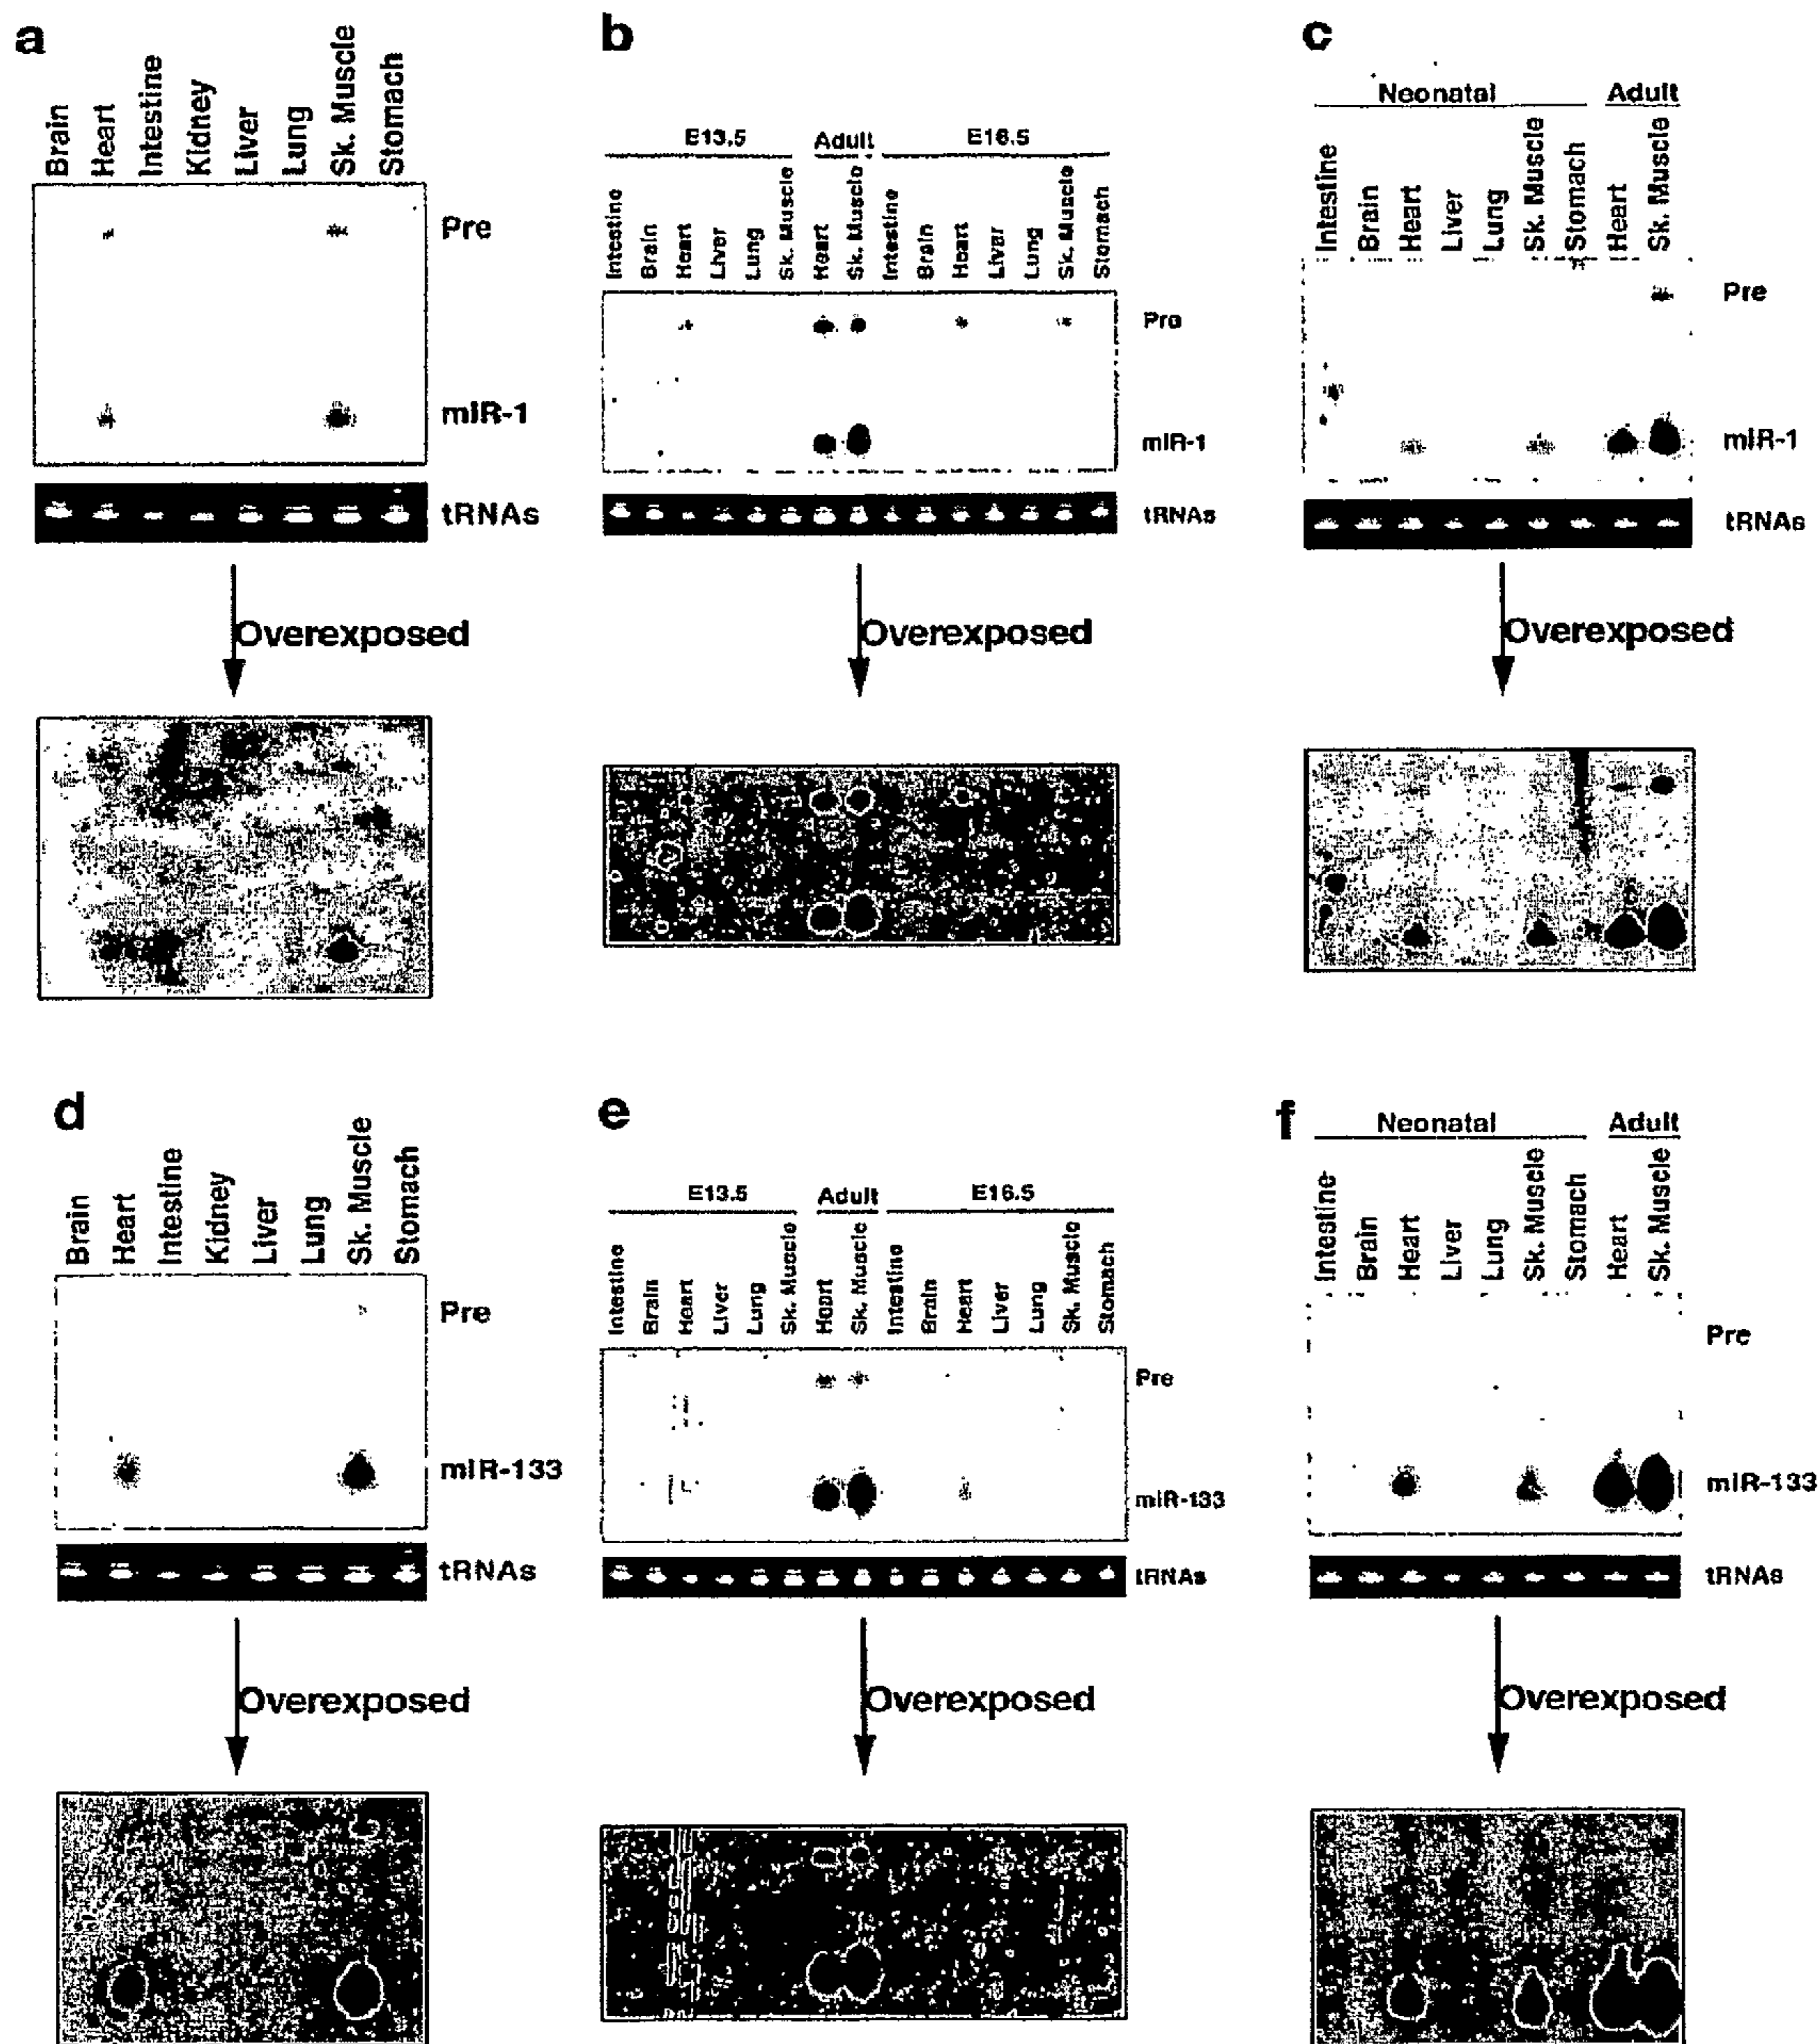 a
Brain Heart Intestine Kidney Liver Lung Sk. Muscle Stomach
Pre
miR-1
tRNAs
Overexposed
b
E13.5 Adult E16.5
Intestine Brain Heart Liver Lung Sk. Muscle Heart Sk. Muscle Intestine Brain Heart Liver Lung Sk. Muscle Stomach
Pre
miR-1
tRNAs
Overexposed
c
Neonatal Adult
Intestine Brain Heart Liver Lung Sk. Muscle Stomach Heart Sk. Muscle
Pre
miR-1
tRNAs
Overexposed
d
Brain Heart Intestine Kidney Liver Lung Sk. Muscle Stomach
Pre
miR-133
tRNAs
Overexposed
e
E13.5 Adult E16.5
Intestine Brain Heart Liver Lung Sk. Muscle Heart Sk. Muscle Intestine Brain Heart Liver Lung Sk. Muscle Stomach
Pre
miR-133
tRNAs
Overexposed
f
Neonatal Adult
Intestine Brain Heart Liver Lung Sk. Muscle Stomach Heart Sk. Muscle
Pre
miR-133
tRNAs
Overexposed